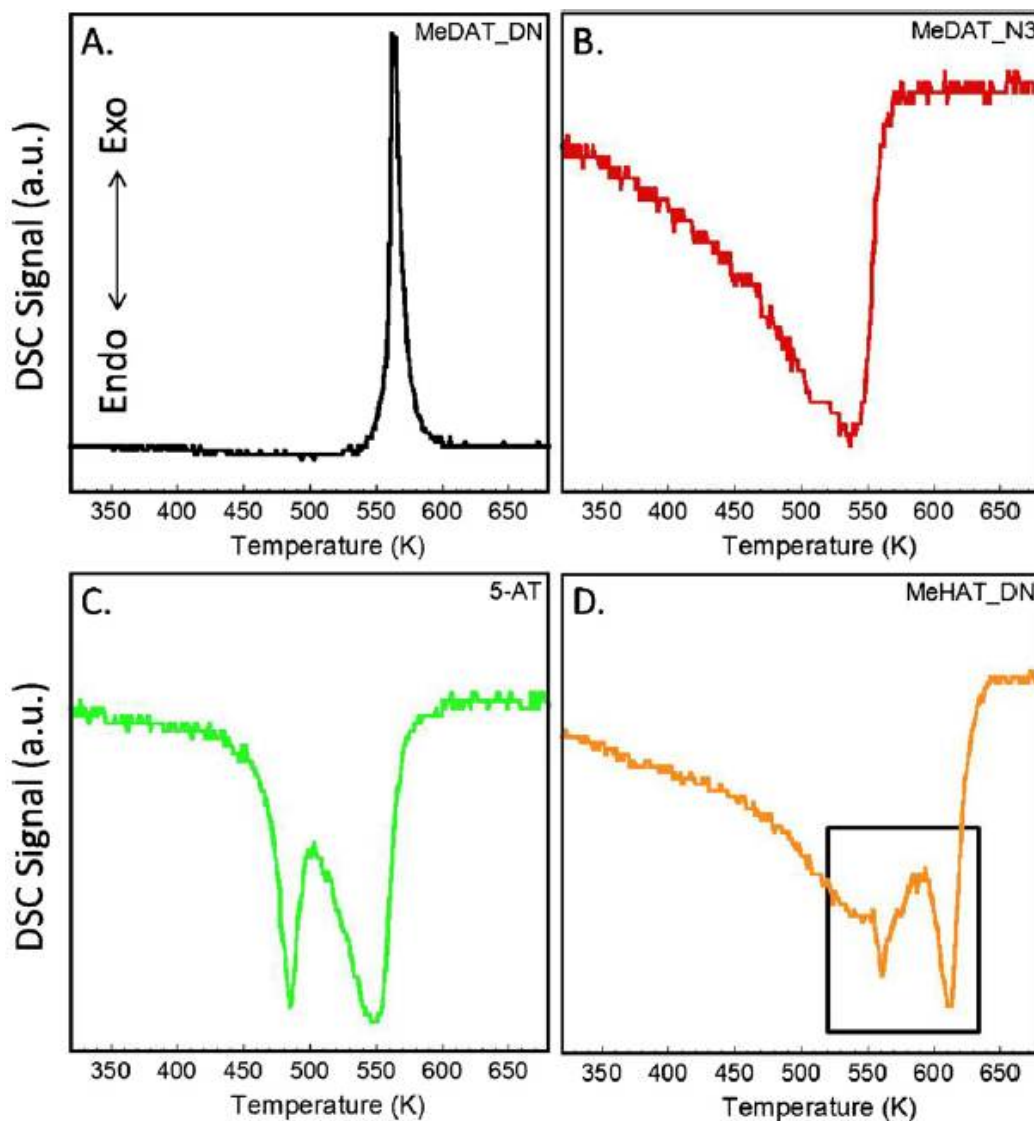 A.
MeDAT_DN
DSC Signal (a.u.)
Endo
Exo
350 400 450 500 550 600 650
Temperature (K)
B.
MeDAT_N3
350 400 450 500 550 600 650
Temperature (K)
C.
5-AT
DSC Signal (a.u.)
350 400 450 500 550 600 650
Temperature (K)
D.
MeHAT_DN
350 400 450 500 550 600 650
Temperature (K)